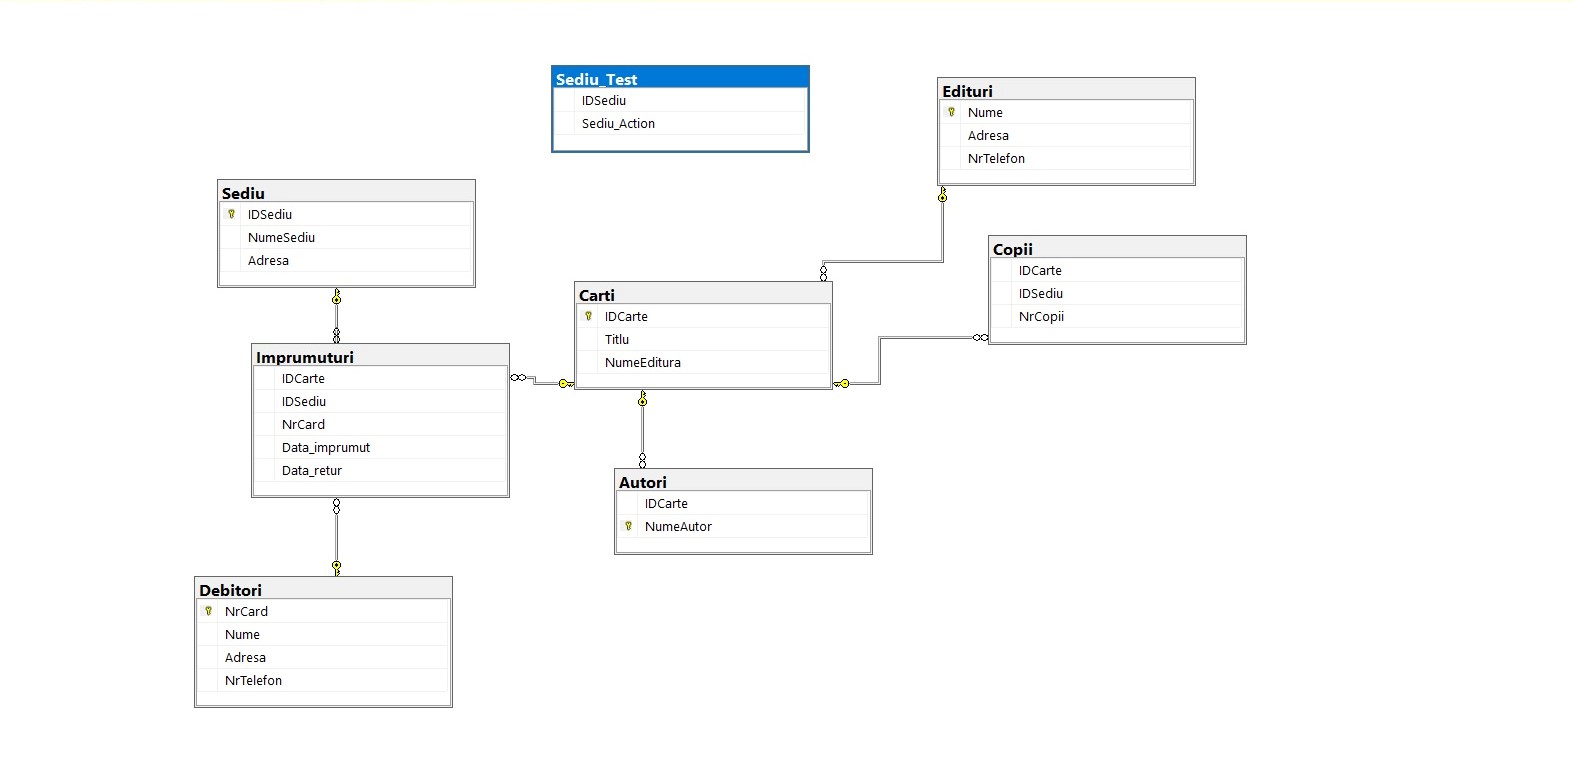 Sediu_Test
IDSediu
Sediu_Action
Edituri
Nume
Adresa
NrTelefon
Sediu
IDSediu
NumeSediu
Adresa
Copii
IDCarte
IDSediu
NrCopii
Carti
IDCarte
Titlu
NumeEditura
Imprumuturi
IDCarte
IDSediu
NrCard
Data_imprumut
Data_retur
Autori
IDCarte
NumeAutor
Debitori
NrCard
Nume
Adresa
NrTelefon